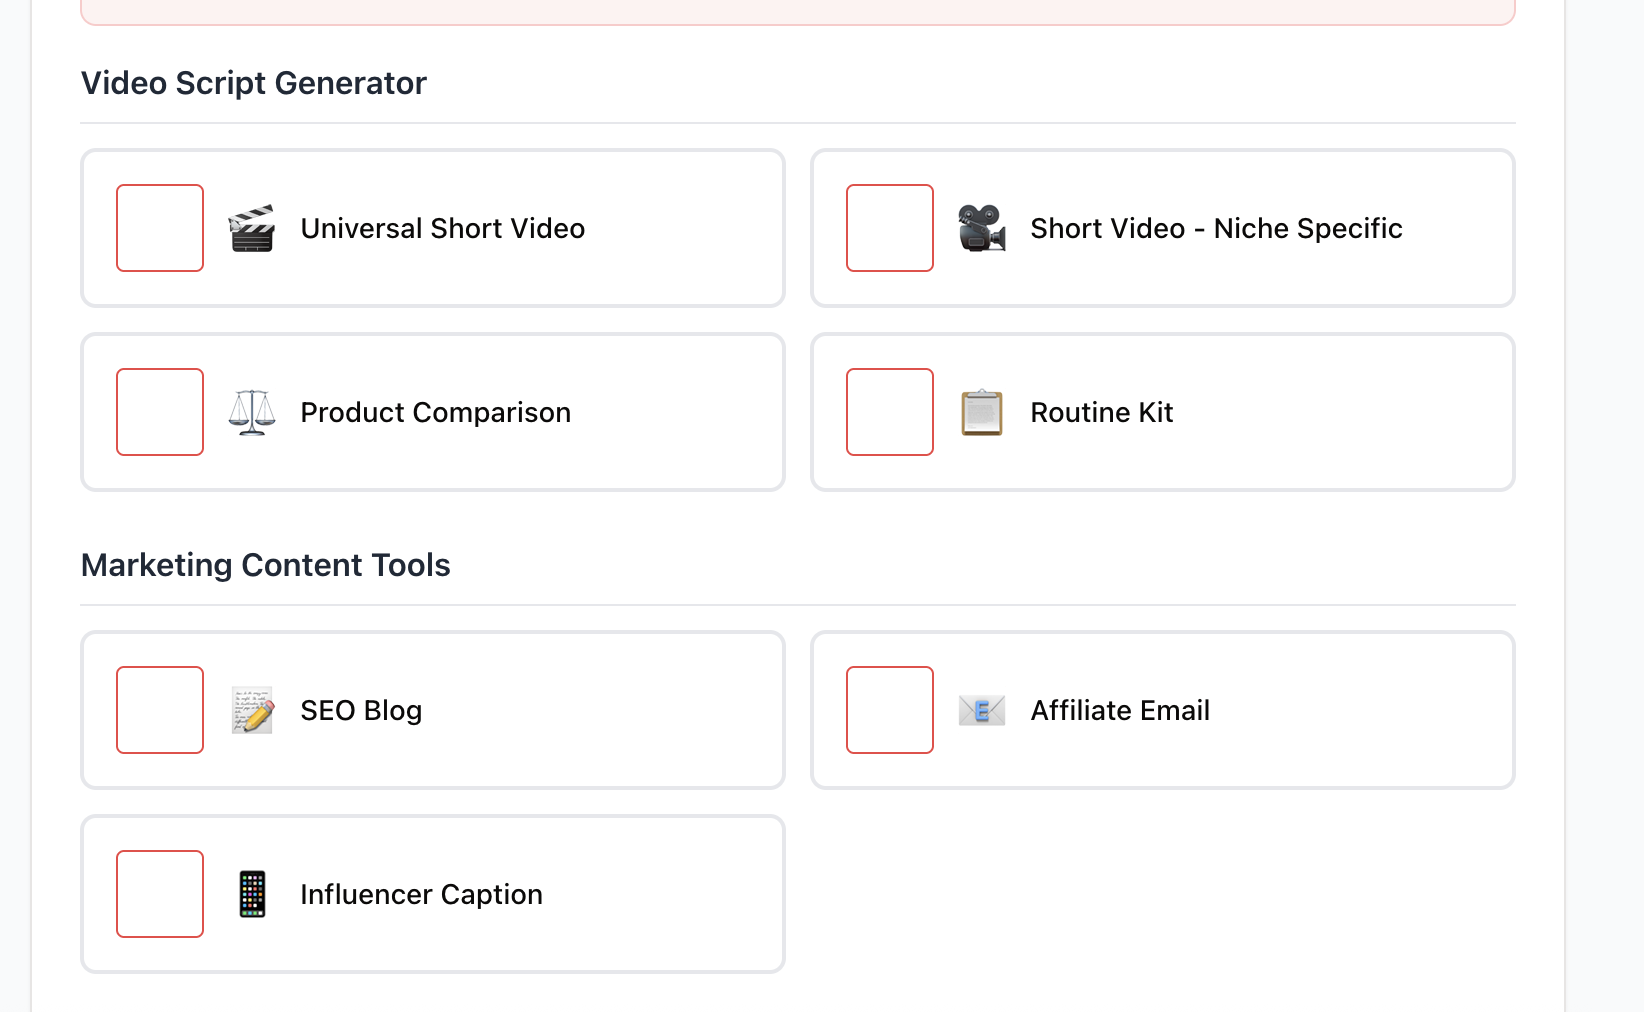 Video Script Generator
Universal Short Video
Short Video - Niche Specific
Product Comparison
Routine Kit
Marketing Content Tools
SEO Blog
Affiliate Email
Influencer Caption